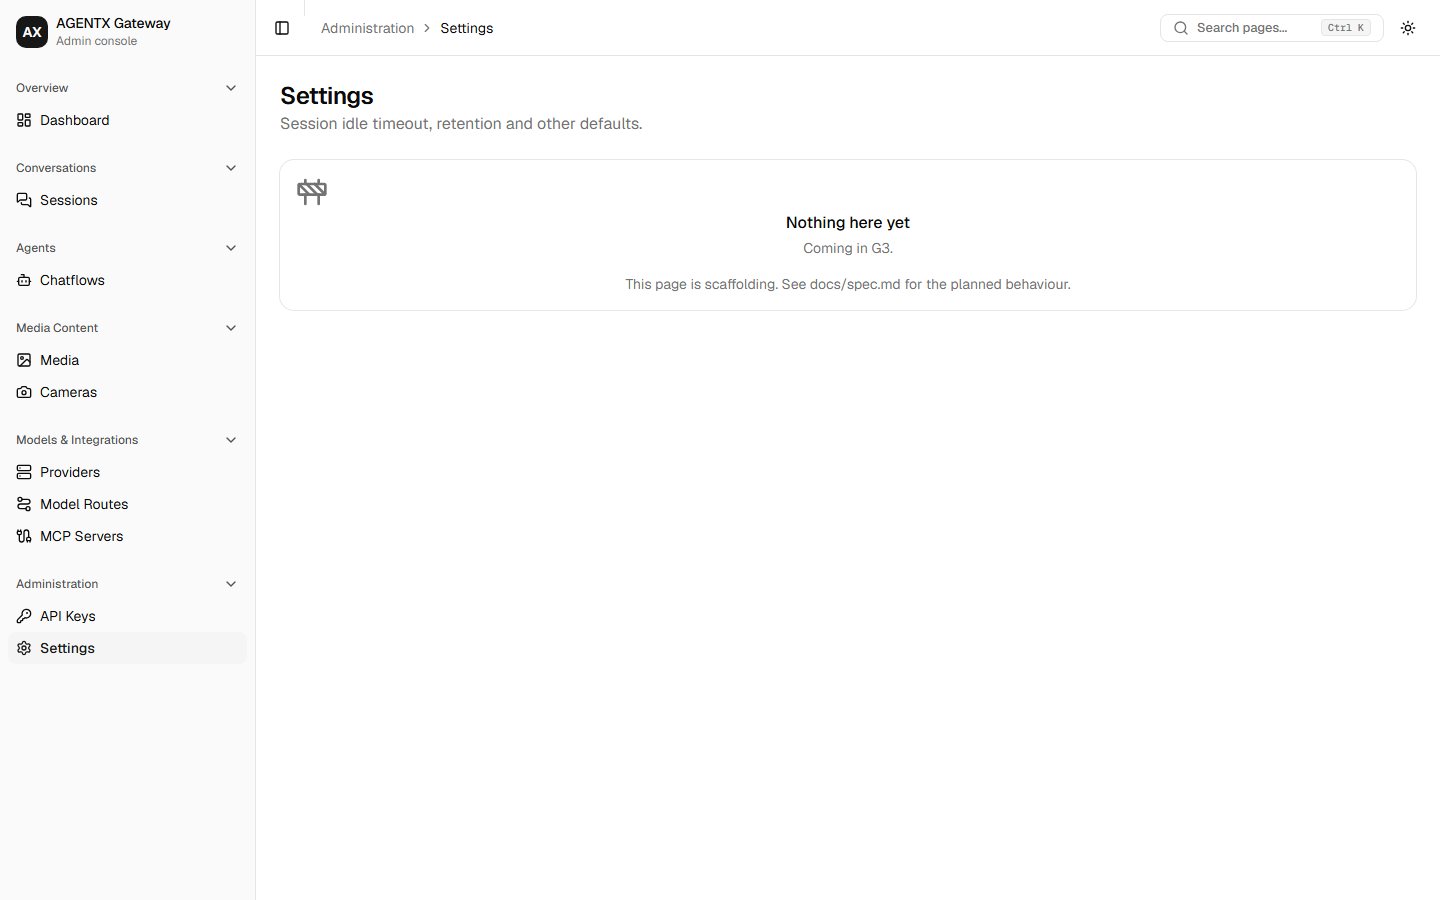 AX
AGENTX Gateway
Admin console
Overview
Dashboard
Conversations
Sessions
Agents
Chatflows
Media Content
Media
Cameras
Models & Integrations
Providers
Model Routes
MCP Servers
Administration
API Keys
Settings
Administration > Settings
Search pages... Ctrl K
Settings
Session idle timeout, retention and other defaults.
Nothing here yet
Coming in G3.
This page is scaffolding. See docs/spec.md for the planned behaviour.